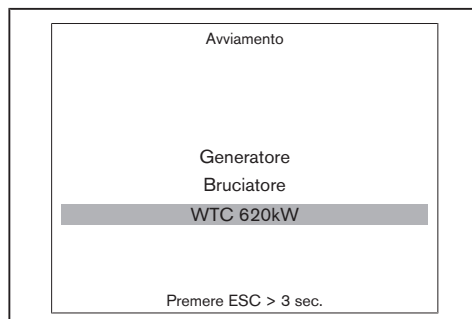 Avviamento
Generatore
Bruciatore
WTC 620kW
Premere ESC > 3 sec.